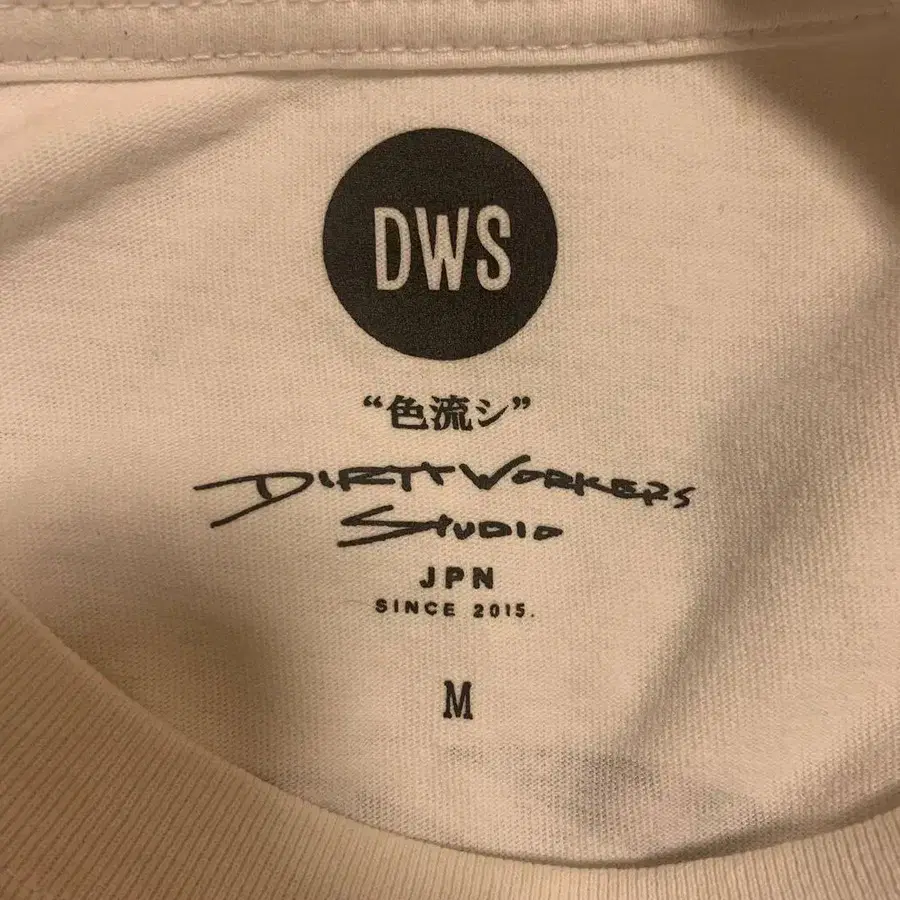 DWS
“色流シ”
DIRTY WORKERS
STUDIO
JPN
SINCE 2015.
M